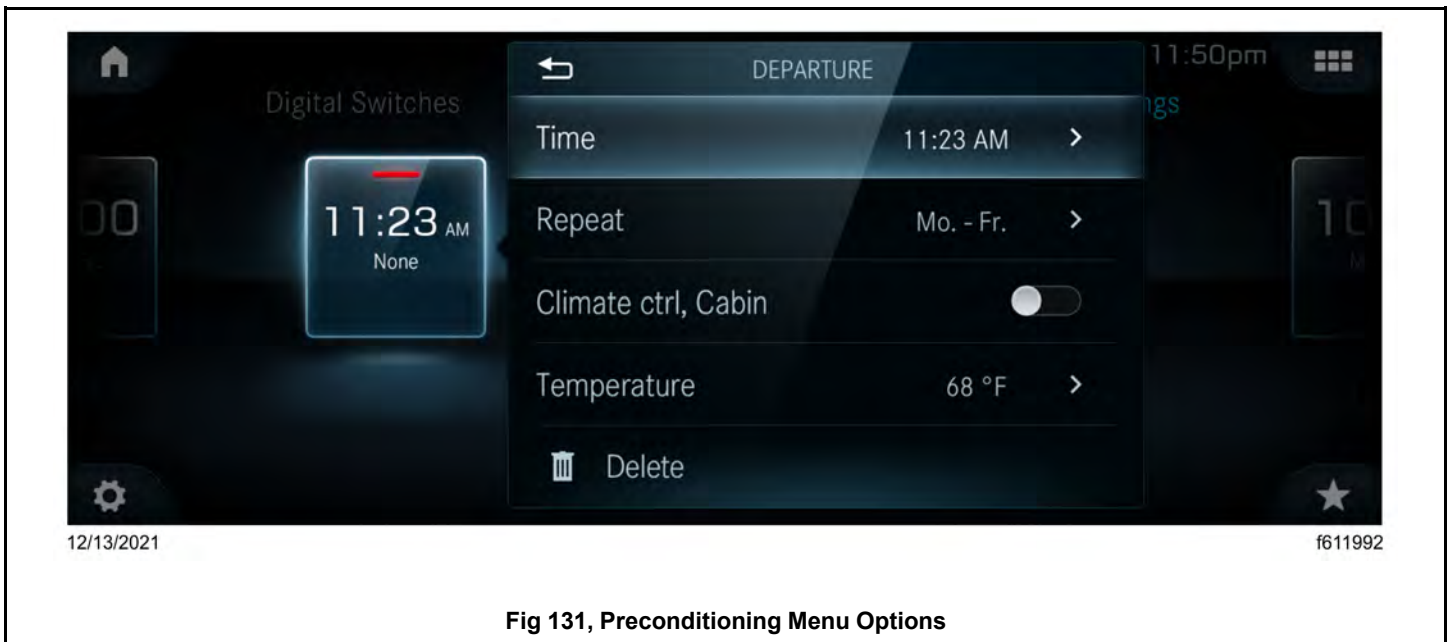 11:50pm
Digital Switches
DEPARTURE
Time 11:23 AM
11:23 AM
None
Repeat Mo. - Fr.
Climate ctrl, Cabin
Temperature 68 °F
Delete
12/13/2021 f611992
Fig 131, Preconditioning Menu Options